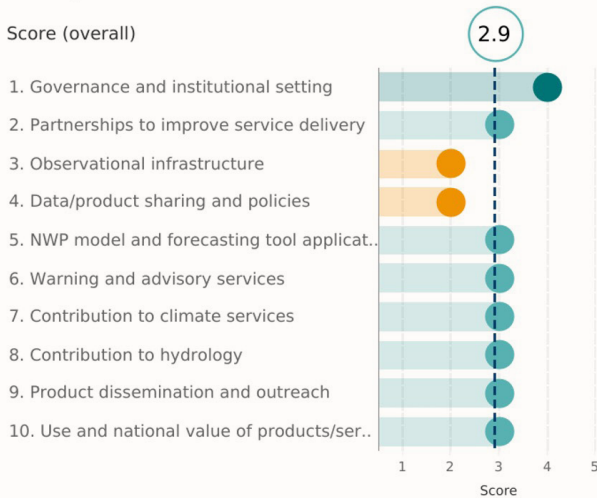 Score (overall)
2.9
1. Governance and institutional setting
2. Partnerships to improve service delivery
3. Observational infrastructure
4. Data/product sharing and policies
5. NWP model and forecasting tool applicat..
6. Warning and advisory services
7. Contribution to climate services
8. Contribution to hydrology
9. Product dissemination and outreach
10. Use and national value of products/ser..
1 2 3 4 5
Score